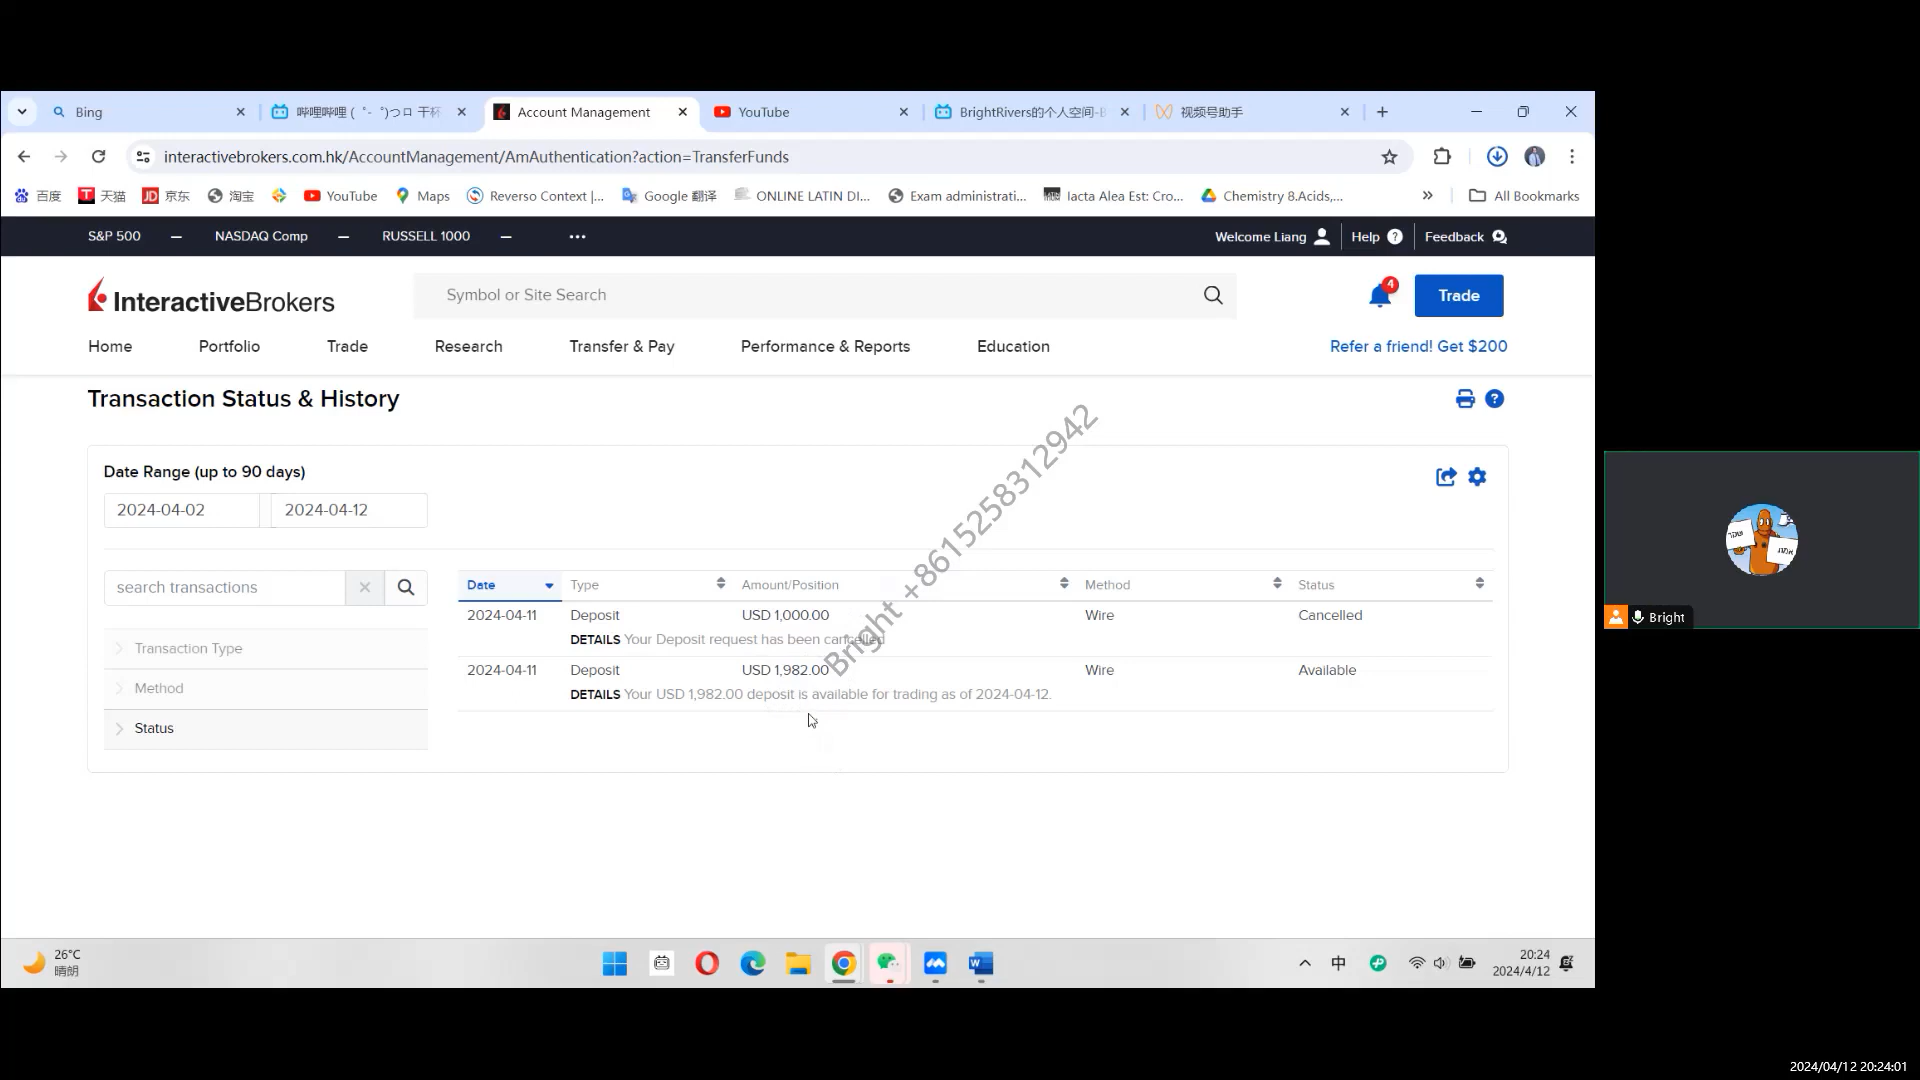 Bing
哔哩哔哩 ( ゜- ゜)つロ 干杯
Account Management
YouTube
BrightRivers的个人空间-B
视频号助手
interactivebrokers.com.hk/AccountManagement/AmAuthentication?action=TransferFunds
百度
天猫
京东
淘宝
YouTube
Maps
Reverso Context |...
Google 翻译
ONLINE LATIN DI...
Exam administrati...
Iacta Alea Est: Cro...
Chemistry 8.Acids,...
All Bookmarks
S&P 500 —
NASDAQ Comp —
RUSSELL 1000 —
Welcome Liang
Help
Feedback
InteractiveBrokers
Symbol or Site Search
4
Trade
Home
Portfolio
Trade
Research
Transfer & Pay
Performance & Reports
Education
Refer a friend! Get $200
Transaction Status & History
Date Range (up to 90 days)
2024-04-02
2024-04-12
search transactions
Transaction Type
Method
Status
Date Type Amount/Position Method Status
2024-04-11 Deposit USD 1,000.00 Wire Cancelled
DETAILS Your Deposit request has been cancelled
2024-04-11 Deposit USD 1,982.00 Wire Available
DETAILS Your USD 1,982.00 deposit is available for trading as of 2024-04-12.
Bright +8615258312942
Bright
26°C
晴朗
中
20:24
2024/4/12
2024/04/12 20:24:01